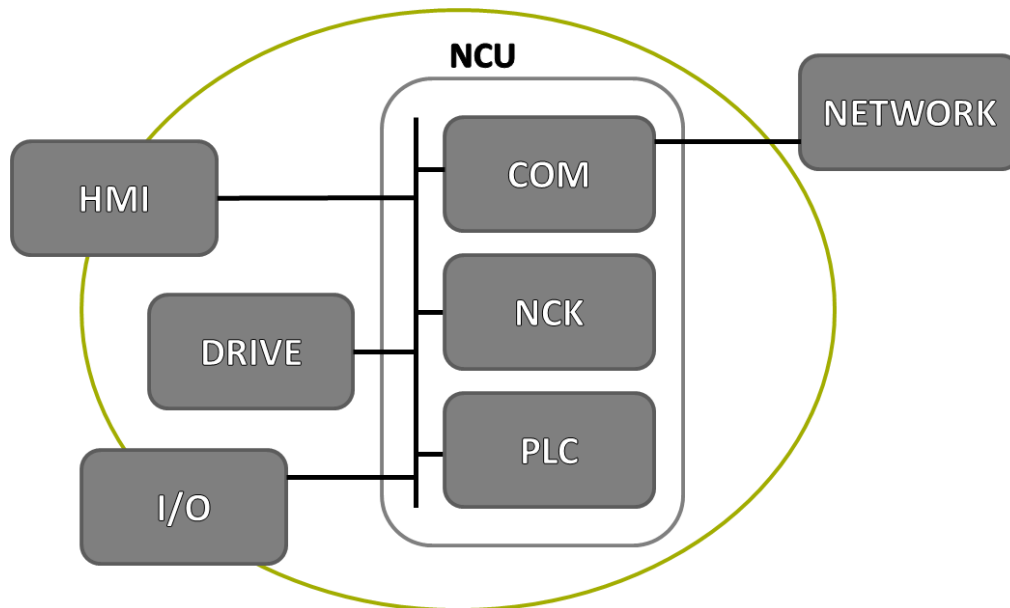 NCU
NETWORK
COM
HMI
NCK
DRIVE
PLC
I/O